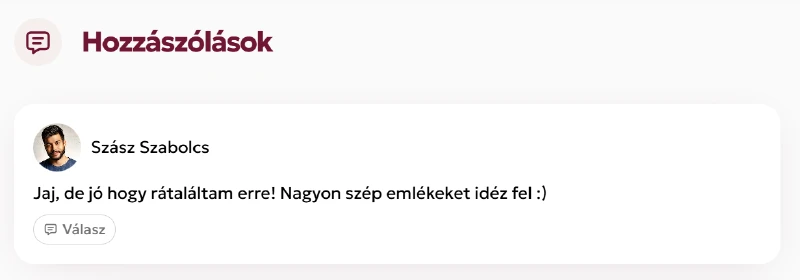 Hozzászólások
Szász Szabolcs
Jaj, de jó hogy rátaláltam erre! Nagyon szép emlékeket idéz fel :)
Válasz